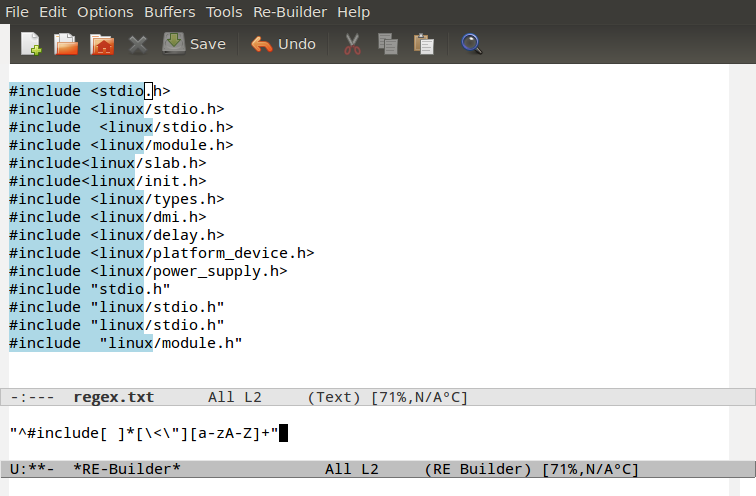 File Edit Options Buffers Tools Re-Builder Help
Save Undo
#include <stdio.h>
#include <linux/stdio.h>
#include  <linux/stdio.h>
#include <linux/module.h>
#include<linux/slab.h>
#include<linux/init.h>
#include <linux/types.h>
#include <linux/dmi.h>
#include <linux/delay.h>
#include <linux/platform_device.h>
#include <linux/power_supply.h>
#include "stdio.h"
#include "linux/stdio.h"
#include "linux/stdio.h"
#include  "linux/module.h"
-:---  regex.txt      All L2     (Text) [71%,N/AºC]
"^#include[ ]*[\<\"][a-zA-Z]+"
U:**-  *RE-Builder*                All L2     (RE Builder) [71%,N/AºC]